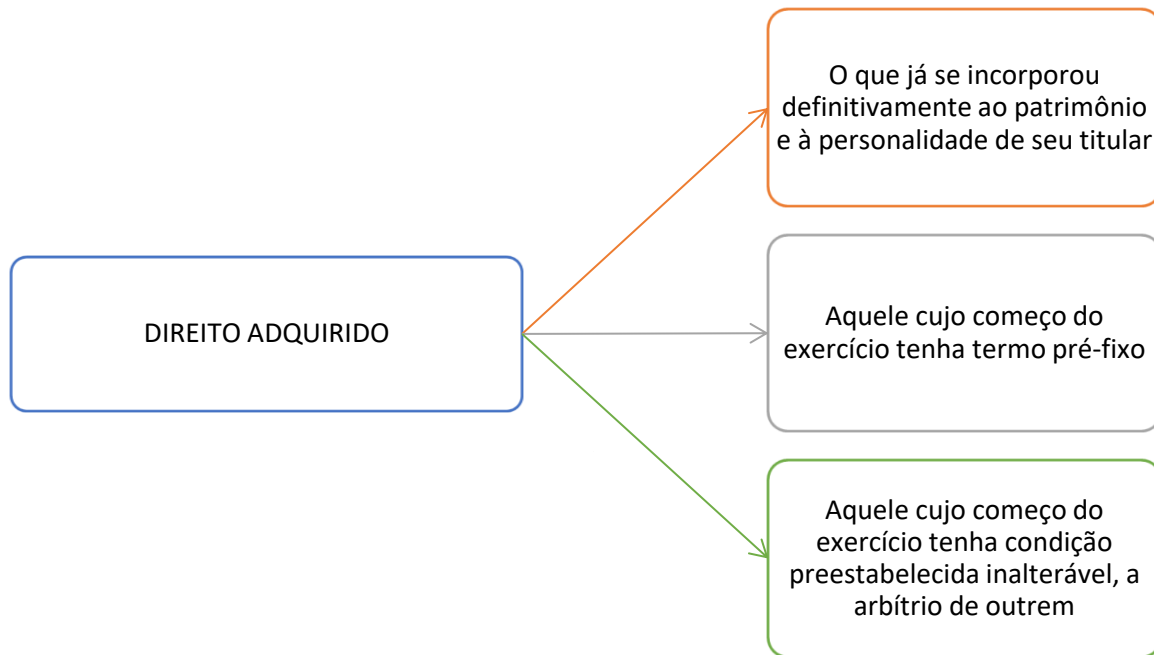 DIREITO ADQUIRIDO
O que já se incorporou
definitivamente ao patrimônio
e à personalidade de seu titular
Aquele cujo começo do
exercício tenha termo pré-fixo
Aquele cujo começo do
exercício tenha condição
preestabelecida inalterável, a
arbítrio de outrem